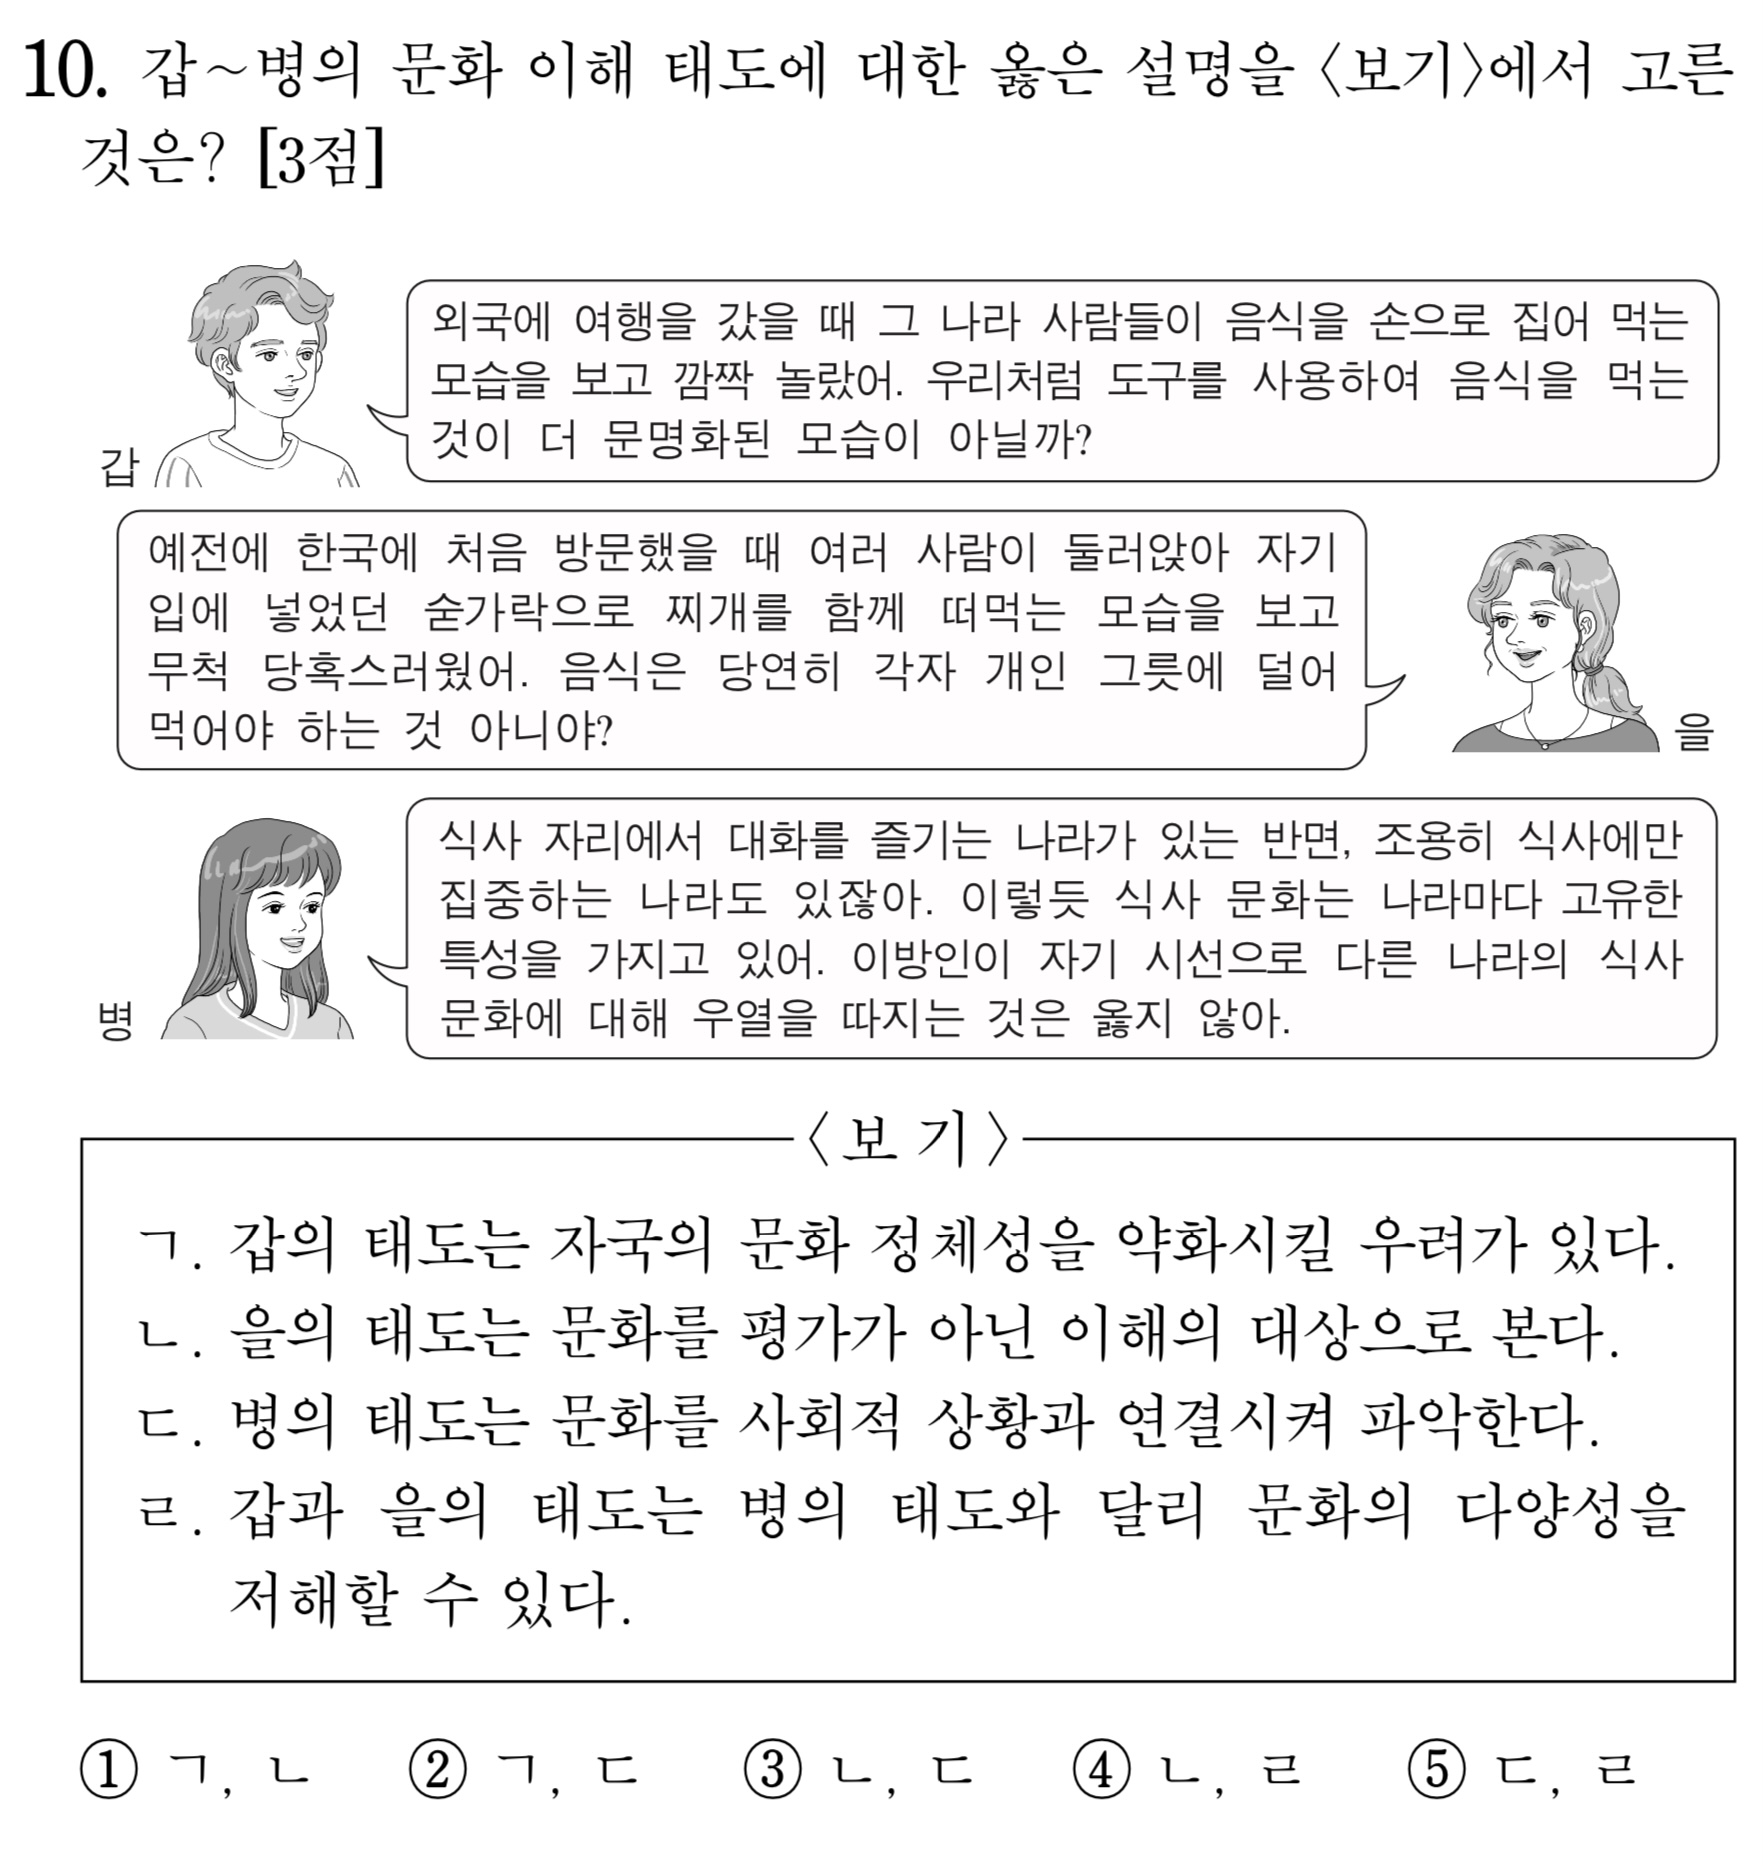 10. 갑~병의 문화 이해 태도에 대한 옳은 설명을 〈보기〉에서 고른
것은? [3점]
외국에 여행을 갔을 때 그 나라 사람들이 음식을 손으로 집어 먹는
모습을 보고 깜짝 놀랐어. 우리처럼 도구를 사용하여 음식을 먹는
것이 더 문명화된 모습이 아닐까?
갑
예전에 한국에 처음 방문했을 때 여러 사람이 둘러앉아 자기
입에 넣었던 숟가락으로 찌개를 함께 떠먹는 모습을 보고
무척 당혹스러웠어. 음식은 당연히 각자 개인 그릇에 덜어
먹어야 하는 것 아니야?
을
식사 자리에서 대화를 즐기는 나라가 있는 반면, 조용히 식사에만
집중하는 나라도 있잖아. 이렇듯 식사 문화는 나라마다 고유한
특성을 가지고 있어. 이방인이 자기 시선으로 다른 나라의 식사
문화에 대해 우열을 따지는 것은 옳지 않아.
병
〈보기〉
ㄱ. 갑의 태도는 자국의 문화 정체성을 약화시킬 우려가 있다.
ㄴ. 을의 태도는 문화를 평가가 아닌 이해의 대상으로 본다.
ㄷ. 병의 태도는 문화를 사회적 상황과 연결시켜 파악한다.
ㄹ. 갑과 을의 태도는 병의 태도와 달리 문화의 다양성을
저해할 수 있다.
① ㄱ, ㄴ ② ㄱ, ㄷ ③ ㄴ, ㄷ ④ ㄴ, ㄹ ⑤ ㄷ, ㄹ